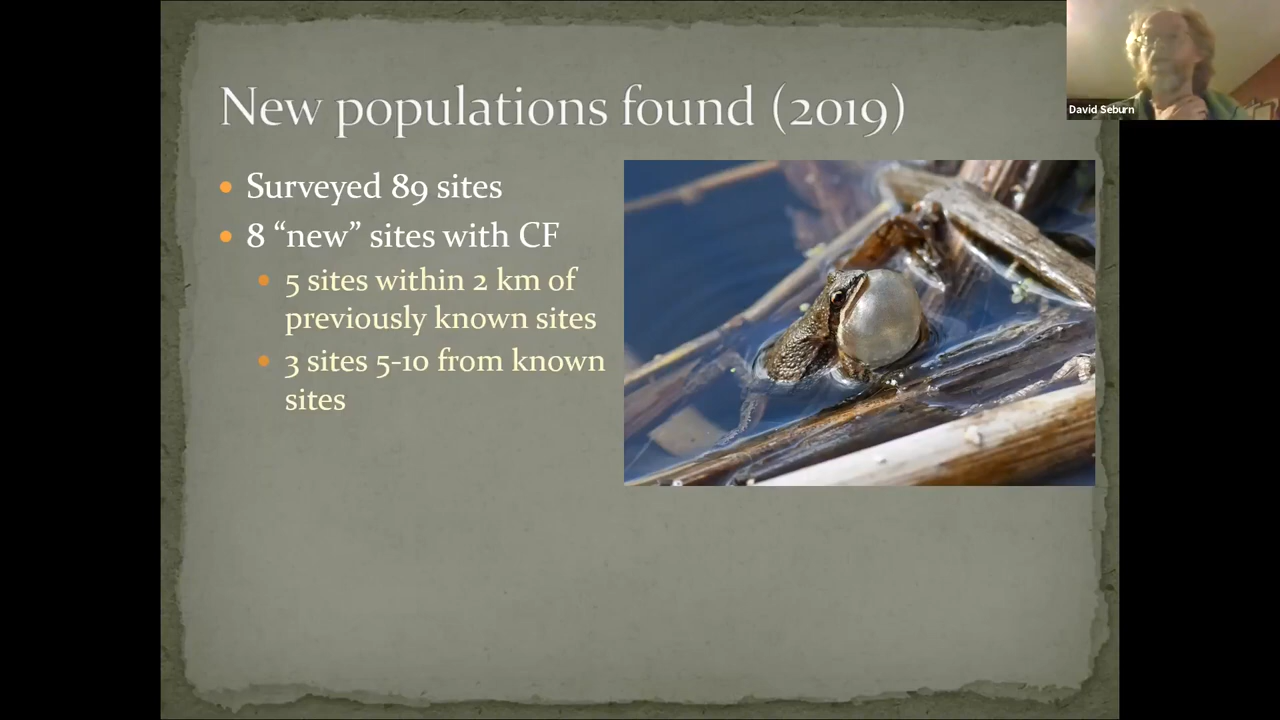 New populations found (2019)
David Seburn
Surveyed 89 sites
8 “new” sites with CF
5 sites within 2 km of
previously known sites
3 sites 5-10 from known
sites